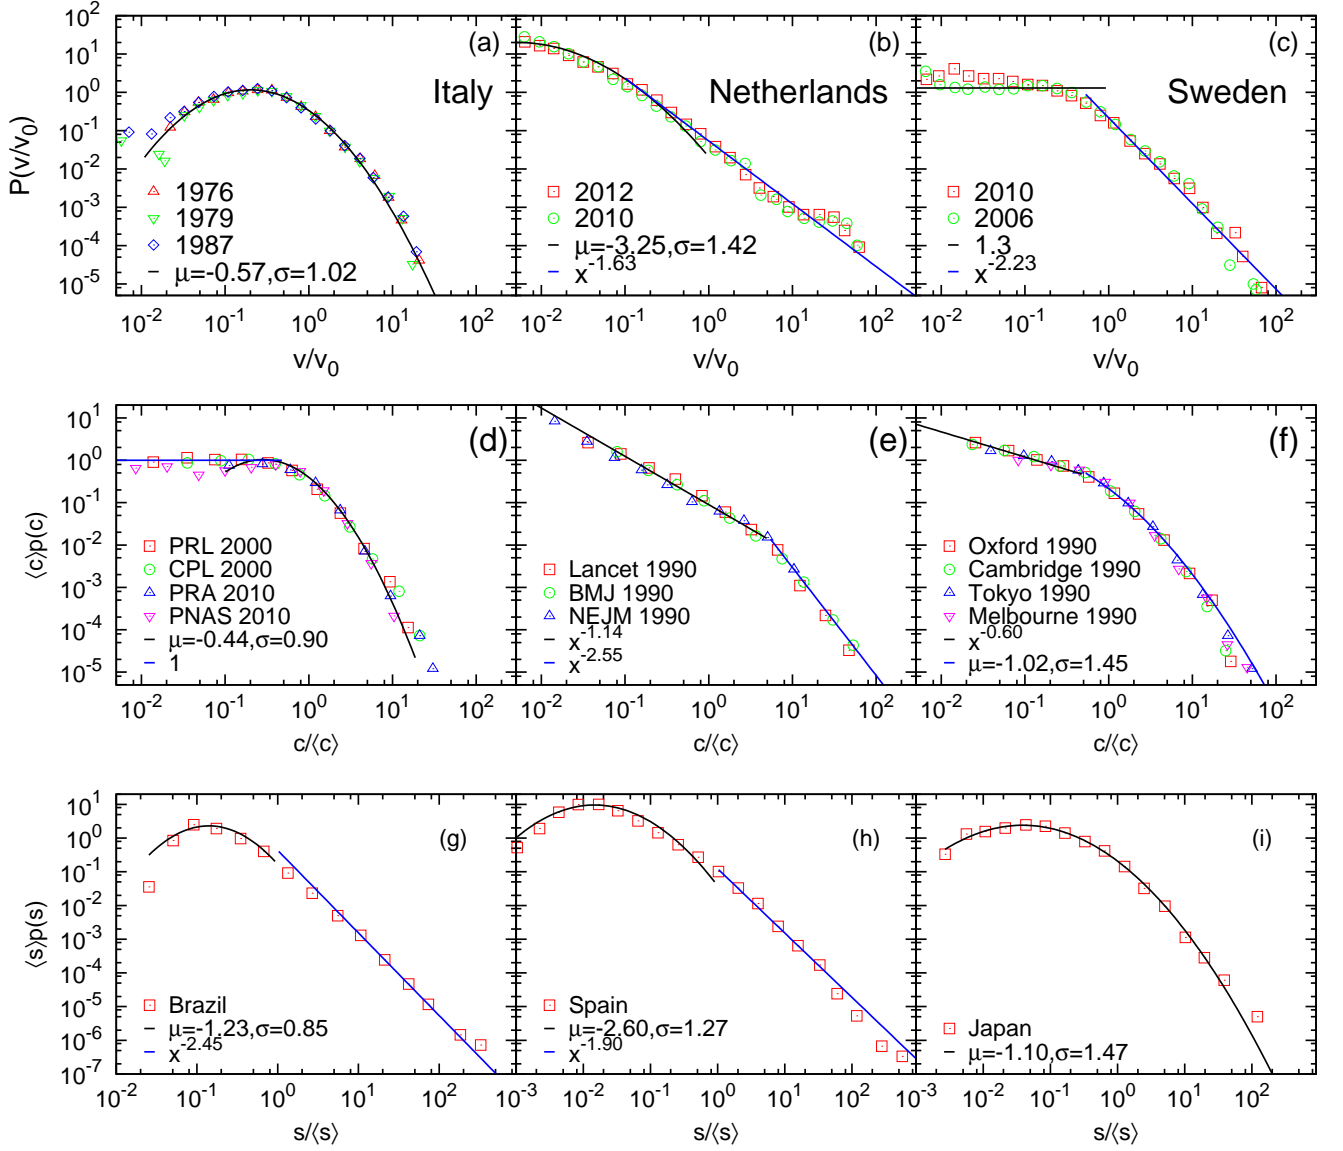 (a)
Italy
P(v/v0)
10^2
10^1
10^0
10^-1
10^-2
10^-3
10^-4
10^-5
1976
1979
1987
μ=-0.57,σ=1.02
10^-2 10^-1 10^0 10^1 10^2
v/v0
(b)
Netherlands
2012
2010
μ=-3.25,σ=1.42
x^-1.63
10^-2 10^-1 10^0 10^1 10^2
v/v0
(c)
Sweden
2010
2006
1.3
x^-2.23
10^-2 10^-1 10^0 10^1 10^2
v/v0
(d)
⟨c⟩p(c)
10^1
10^0
10^-1
10^-2
10^-3
10^-4
10^-5
PRL 2000
CPL 2000
PRA 2010
PNAS 2010
μ=-0.44,σ=0.90
1
10^-2 10^-1 10^0 10^1 10^2
c/⟨c⟩
(e)
Lancet 1990
BMJ 1990
NEJM 1990
x^-1.14
x^-2.55
10^-2 10^-1 10^0 10^1 10^2
c/⟨c⟩
(f)
Oxford 1990
Cambridge 1990
Tokyo 1990
Melbourne 1990
x^-0.60
μ=-1.02,σ=1.45
10^-2 10^-1 10^0 10^1 10^2
c/⟨c⟩
(g)
⟨s⟩p(s)
10^1
10^0
10^-1
10^-2
10^-3
10^-4
10^-5
10^-6
10^-7
Brazil
μ=-1.23,σ=0.85
x^-2.45
10^-2 10^-1 10^0 10^1 10^2
s/⟨s⟩
(h)
Spain
μ=-2.60,σ=1.27
x^-1.90
10^-3 10^-2 10^-1 10^0 10^1 10^2
s/⟨s⟩
(i)
Japan
μ=-1.10,σ=1.47
10^-3 10^-2 10^-1 10^0 10^1 10^2
s/⟨s⟩